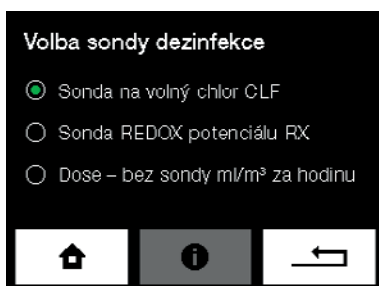 Volba sondy dezinfekce
Sonda na volný chlor CLF
Sonda REDOX potenciálu RX
Dose – bez sondy ml/m³ za hodinu